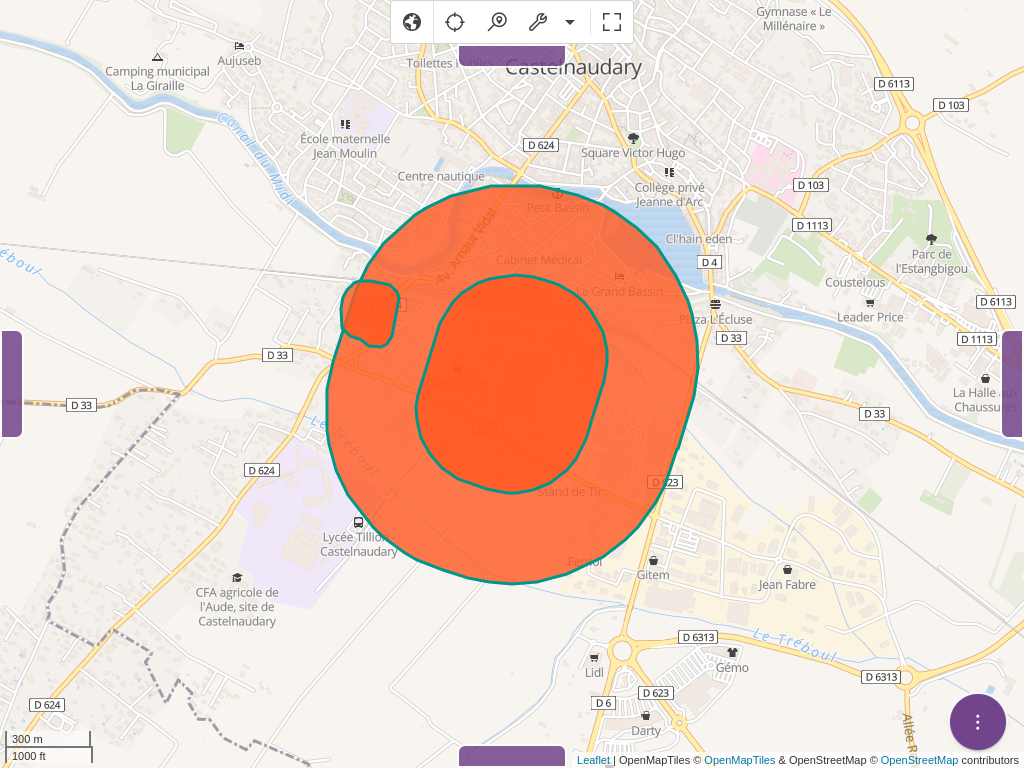 Gymnase « Le
Millénaire »
Aujuseb
Toilettes Publics
Castelnaudary
Camping municipal
La Giraille
D 6113
D 103
Canal du Midi
École maternelle
Jean Moulin
D 624
Square Victor Hugo
Centre nautique
Collège privé
Jeanne d'Arc
D 103
Petit Bassin
D 1113
Av. Arnaut Vidal
Cl'hain eden
Parc de
l'Estangbigou
Cabinet Médical
D 4
éboul
Le Grand Bassin
Coustelous
D 6113
Pizza L'Écluse
Leader Price
D 33
D 1113
D 33
La Halle aux
Chaussures
D 33
D 33
Le Tréboul
D 624
D 623
Stand de Tir
Lycée Tillion
Castelnaudary
Gitem
Jean Fabre
CFA agricole de
l'Aude, site de
Castelnaudary
D 6313
Le Tréboul
Lidl
Gémo
D 6313
D 623
D 6
D 624
Darty
Allée R
300 m
1000 ft
Leaflet | OpenMapTiles © OpenMapTiles & OpenStreetMap © OpenStreetMap contributors